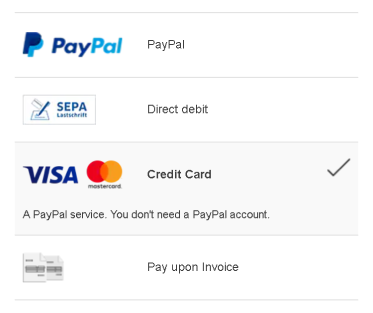 PayPal PayPal
SEPA
Lastschrift
Direct debit
VISA mastercard. Credit Card
A PayPal service. You don't need a PayPal account.
Pay upon Invoice